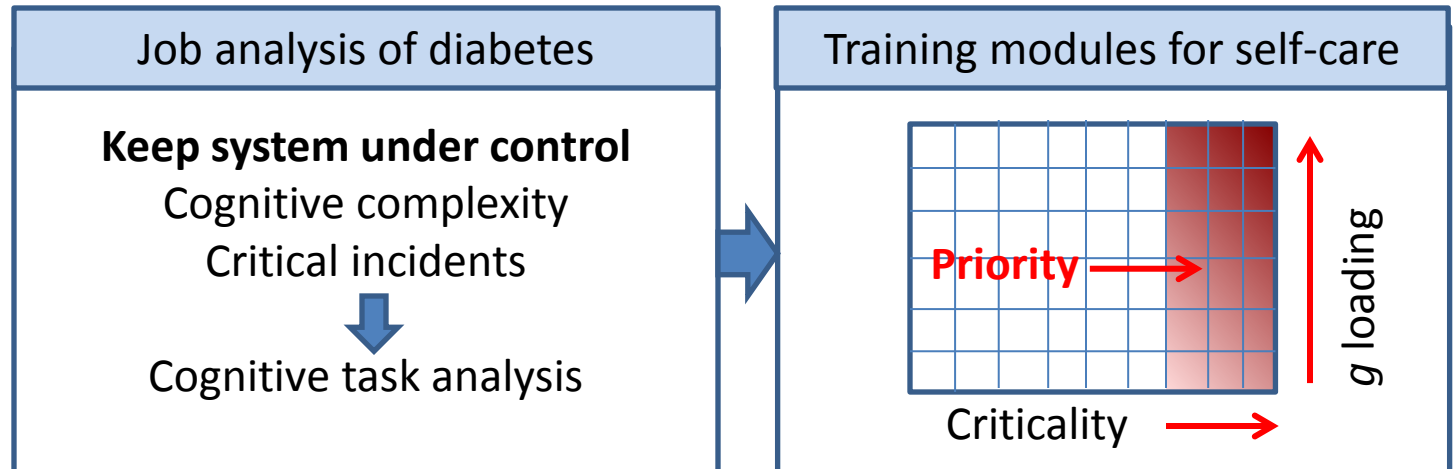 Job analysis of diabetes
Keep system under control
Cognitive complexity
Critical incidents
Cognitive task analysis
Training modules for self-care
Priority
g loading
Criticality